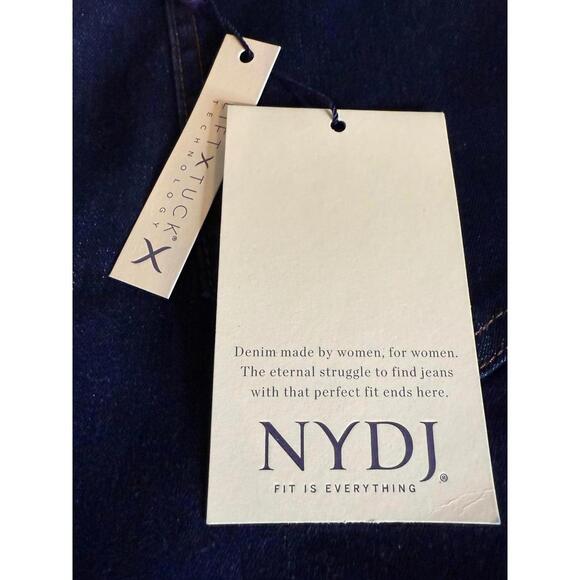 LIFT X TUCK®
TECHNOLOGY
X
Denim made by women, for women.
The eternal struggle to find jeans
with that perfect fit ends here.
NYDJ®
FIT IS EVERYTHING